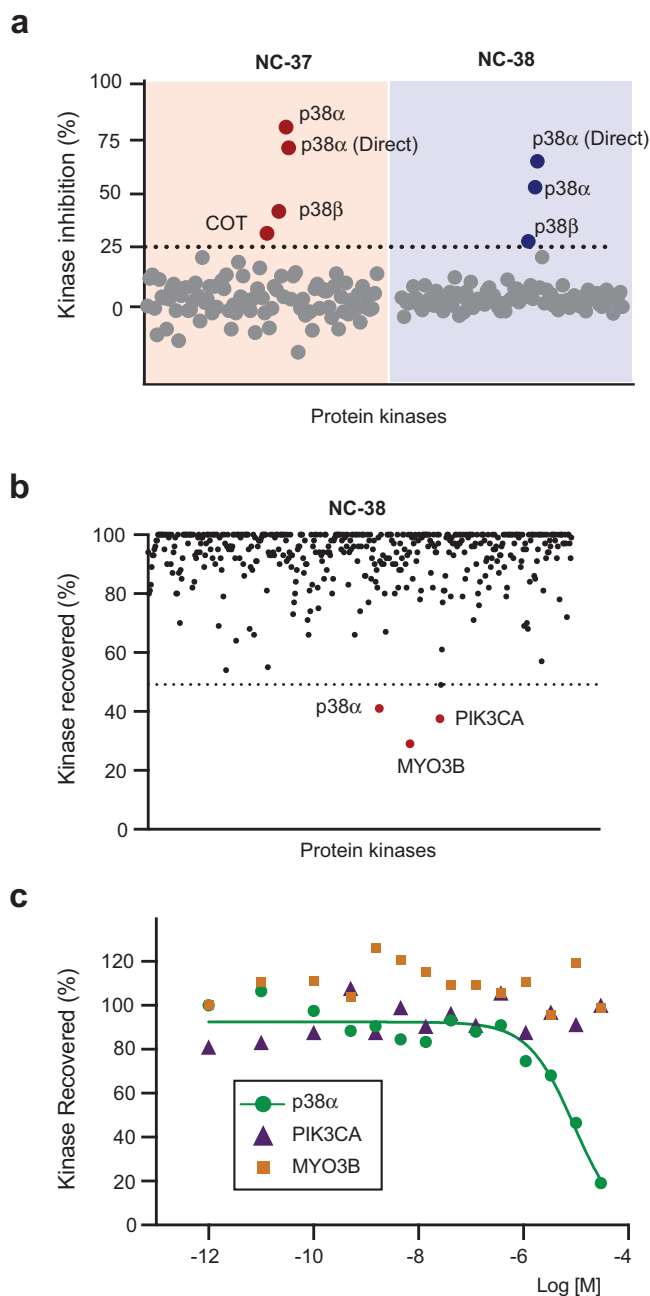 a
NC-37
NC-38
100
75
50
25
0
Kinase inhibition (%)
p38α
p38α (Direct)
p38β
COT
p38α (Direct)
p38α
p38β
Protein kinases
b
NC-38
100
80
60
40
20
0
Kinase recovered (%)
p38α
PIK3CA
MYO3B
Protein kinases
c
120
100
80
60
40
20
0
Kinase Recovered (%)
p38α
PIK3CA
MYO3B
-12
-10
-8
-6
-4
Log [M]